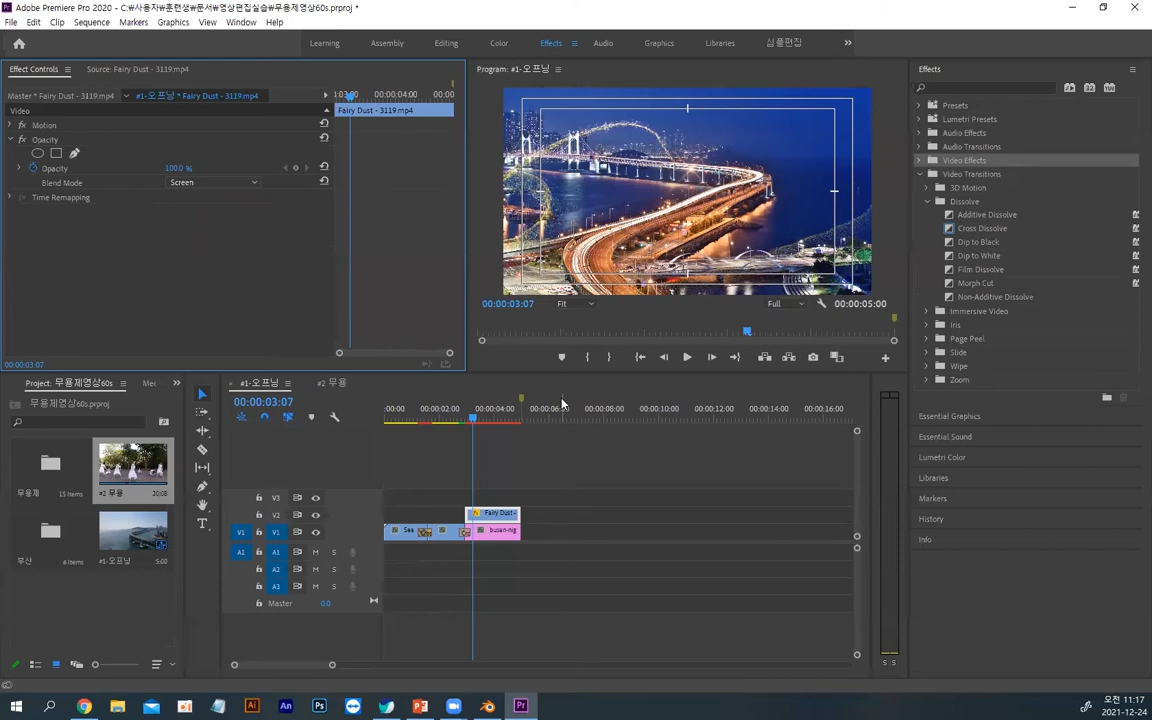 Adobe Premiere Pro 2020 - C:₩사용자₩훈련생₩문서₩영상편집실습₩무용제영상60s.prproj *
File Edit Clip Sequence Markers Graphics View Window Help
Learning Assembly Editing Color Effects Audio Graphics Libraries 심플편집
Effect Controls Source: Fairy Dust - 3119.mp4
Master * Fairy Dust - 3119.mp4 #1-오프닝 * Fairy Dust - 3119.mp4
:1:03:00 00:00:04:00 00:00
Video
Fairy Dust - 3119.mp4
fx Motion
fx Opacity
Opacity 100.0 %
Blend Mode Screen
Time Remapping
00:00:03:07
Program: #1-오프닝
00:00:03:07 Fit Full 00:00:05:00
Effects
Presets
Lumetri Presets
Audio Effects
Audio Transitions
Video Effects
Video Transitions
3D Motion
Dissolve
Additive Dissolve
Cross Dissolve
Dip to Black
Dip to White
Film Dissolve
Morph Cut
Non-Additive Dissolve
Immersive Video
Iris
Page Peel
Slide
Wipe
Zoom
Essential Graphics
Essential Sound
Lumetri Color
Libraries
Markers
History
Info
Project: 무용제영상60s
무용제영상60s.prproj
무용제 15 Items
#2 무용 20:08
부산 6 Items
#1-오프닝 5:00
#1-오프닝 #2 무용
00:00:03:07
:00:00 00:00:02:00 00:00:04:00 00:00:06:00 00:00:08:00 00:00:10:00 00:00:12:00 00:00:14:00 00:00:16:00
V3
V2 Fairy Dust -
V1 V1 Sea busan-nig
A1 A1 M S
A2 M S
A3 M S
Master 0.0
S S
오전 11:17
2021-12-24